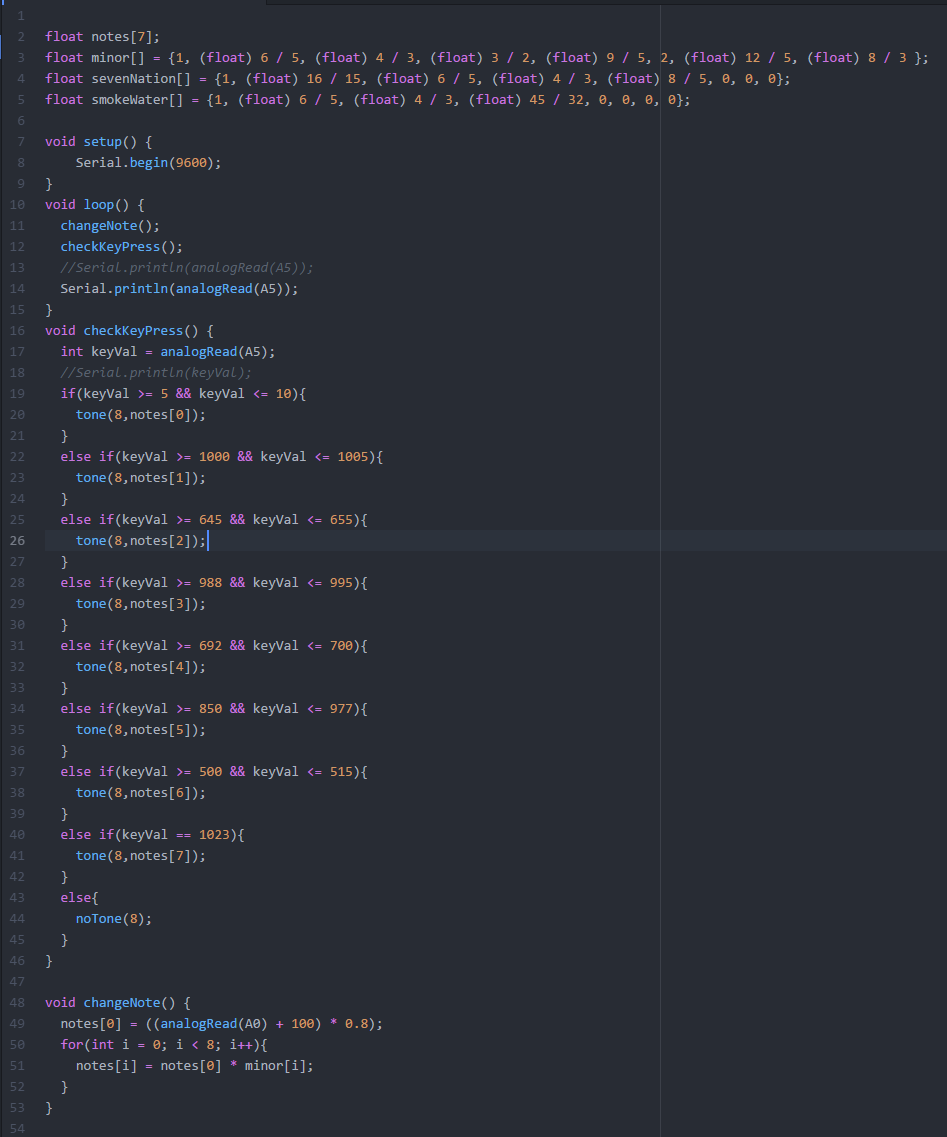 1
2 float notes[7];
3 float minor[] = {1, (float) 6 / 5, (float) 4 / 3, (float) 3 / 2, (float) 9 / 5, 2, (float) 12 / 5, (float) 8 / 3 };
4 float sevenNation[] = {1, (float) 16 / 15, (float) 6 / 5, (float) 4 / 3, (float) 8 / 5, 0, 0, 0};
5 float smokeWater[] = {1, (float) 6 / 5, (float) 4 / 3, (float) 45 / 32, 0, 0, 0, 0};
6
7 void setup() {
8     Serial.begin(9600);
9 }
10 void loop() {
11   changeNote();
12   checkKeyPress();
13   //Serial.println(analogRead(A5));
14   Serial.println(analogRead(A5));
15 }
16 void checkKeyPress() {
17   int keyVal = analogRead(A5);
18   //Serial.println(keyVal);
19   if(keyVal >= 5 && keyVal <= 10){
20     tone(8,notes[0]);
21   }
22   else if(keyVal >= 1000 && keyVal <= 1005){
23     tone(8,notes[1]);
24   }
25   else if(keyVal >= 645 && keyVal <= 655){
26     tone(8,notes[2]);
27   }
28   else if(keyVal >= 988 && keyVal <= 995){
29     tone(8,notes[3]);
30   }
31   else if(keyVal >= 692 && keyVal <= 700){
32     tone(8,notes[4]);
33   }
34   else if(keyVal >= 850 && keyVal <= 977){
35     tone(8,notes[5]);
36   }
37   else if(keyVal >= 500 && keyVal <= 515){
38     tone(8,notes[6]);
39   }
40   else if(keyVal == 1023){
41     tone(8,notes[7]);
42   }
43   else{
44     noTone(8);
45   }
46 }
47
48 void changeNote() {
49   notes[0] = ((analogRead(A0) + 100) * 0.8);
50   for(int i = 0; i < 8; i++){
51     notes[i] = notes[0] * minor[i];
52   }
53 }
54